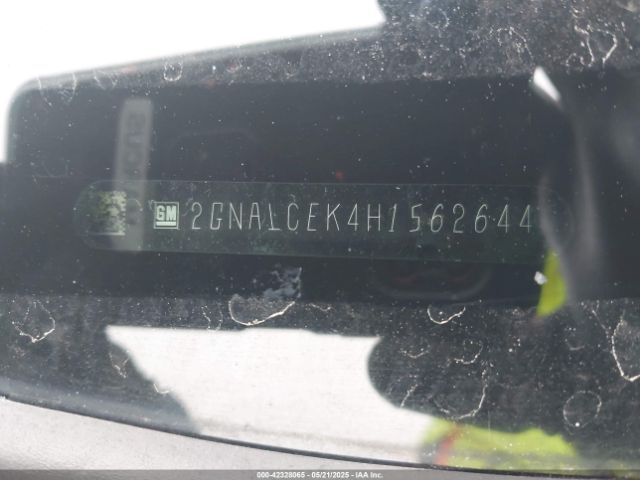 GM 2GNALCEK4H1562644
000-42328065 - 05/21/2025 - IAA Inc.